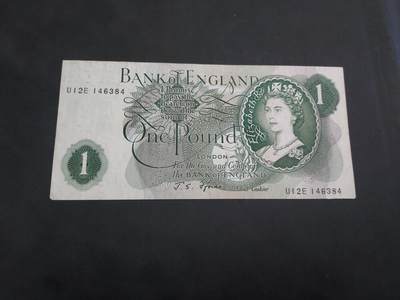 BANK OF ENGLAND
U12E 146384
1
Elizabeth R
One Pound
LONDON
For the Gov.r and Comp.a
of the BANK OF ENGLAND
1
U12E 146384
Chief Cashier